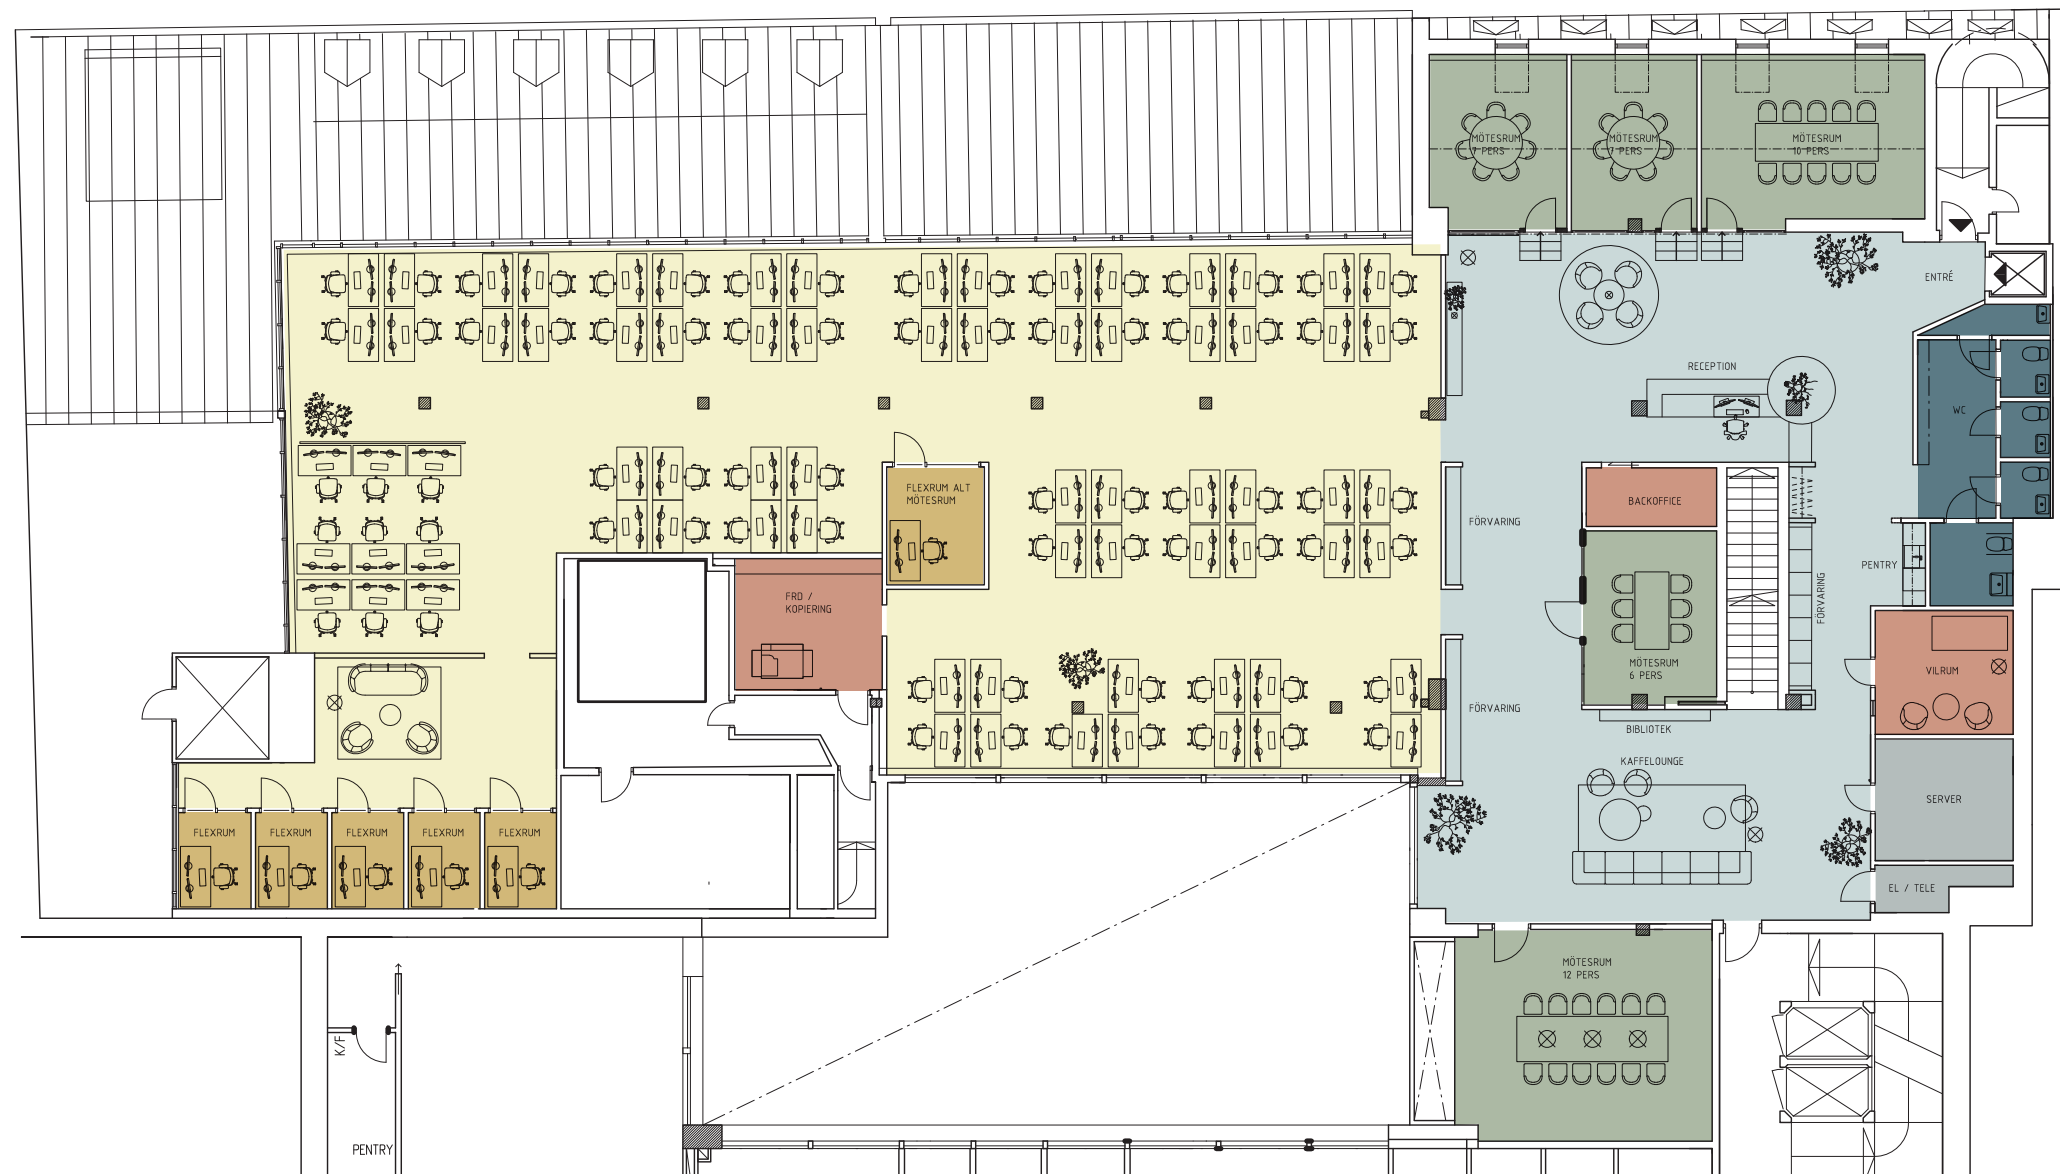 MÖTESRUM
7 PERS
MÖTESRUM
7 PERS
MÖTESRUM
10 PERS
ENTRÉ
RECEPTION
WC
FLEXRUM ALT
MÖTESRUM
BACKOFFICE
FÖRVARING
PENTRY
FÖRVARING
FRD /
KOPIERING
MÖTESRUM
6 PERS
VILRUM
FÖRVARING
BIBLIOTEK
KAFFELOUNGE
SERVER
FLEXRUM
FLEXRUM
FLEXRUM
FLEXRUM
FLEXRUM
EL / TELE
MÖTESRUM
12 PERS
K/F
PENTRY